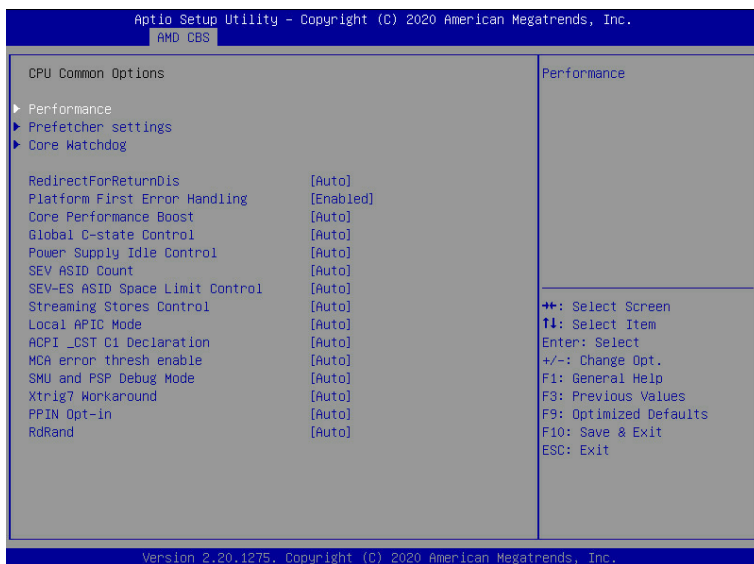 Aptio Setup Utility – Copyright (C) 2020 American Megatrends, Inc.
AMD CBS
CPU Common Options
Performance
Prefetcher settings
Core Watchdog
RedirectForReturnDis [Auto]
Platform First Error Handling [Enabled]
Core Performance Boost [Auto]
Global C-state Control [Auto]
Power Supply Idle Control [Auto]
SEV ASID Count [Auto]
SEV-ES ASID Space Limit Control [Auto]
Streaming Stores Control [Auto]
Local APIC Mode [Auto]
ACPI _CST C1 Declaration [Auto]
MCA error thresh enable [Auto]
SMU and PSP Debug Mode [Auto]
Xtrig7 Workaround [Auto]
PPIN Opt-in [Auto]
RdRand [Auto]
Performance
→←: Select Screen
↑↓: Select Item
Enter: Select
+/-: Change Opt.
F1: General Help
F3: Previous Values
F9: Optimized Defaults
F10: Save & Exit
ESC: Exit
Version 2.20.1275. Copyright (C) 2020 American Megatrends, Inc.